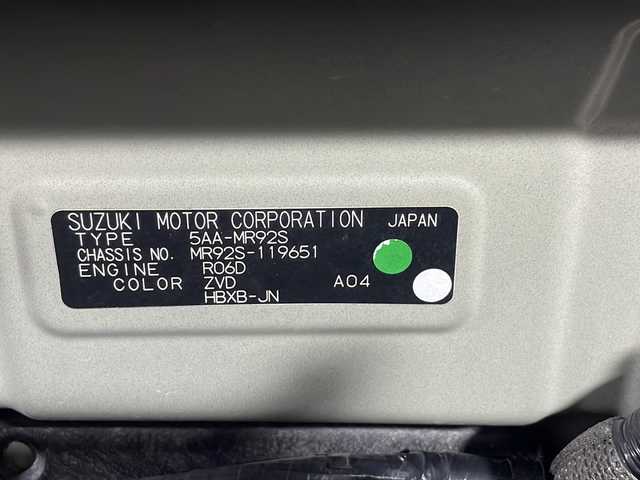 SUZUKI MOTOR CORPORATION JAPAN
TYPE 5AA-MR92S
CHASSIS NO. MR92S-119651
ENGINE R06D
COLOR ZVD A04
HBXB-JN